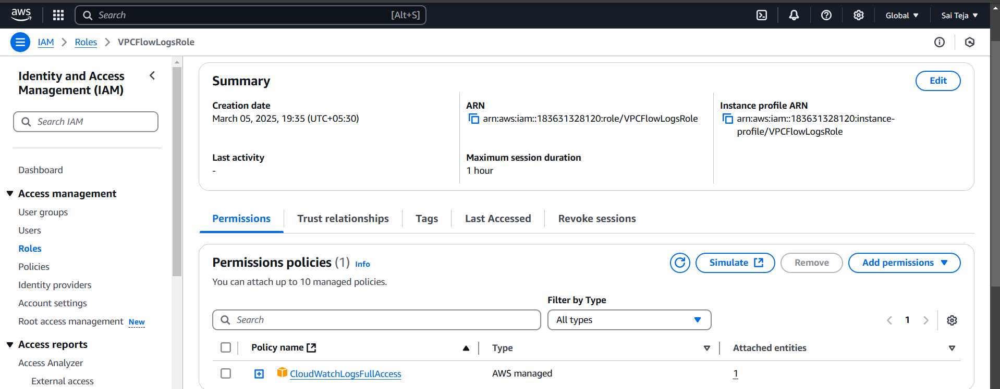 aws
Search
[Alt+S]
Global
Sai Teja
IAM
Roles
VPCFlowLogsRole
Identity and Access
Management (IAM)
Search IAM
Dashboard
Access management
User groups
Users
Roles
Policies
Identity providers
Account settings
Root access management New
Access reports
Access Analyzer
External access
Summary
Edit
Creation date
March 05, 2025, 19:35 (UTC+05:30)
ARN
arn:aws:iam::183631328120:role/VPCFlowLogsRole
Instance profile ARN
arn:aws:iam::183631328120:instance-
profile/VPCFlowLogsRole
Last activity
-
Maximum session duration
1 hour
Permissions
Trust relationships
Tags
Last Accessed
Revoke sessions
Permissions policies (1) Info
Simulate
Remove
Add permissions
You can attach up to 10 managed policies.
Filter by Type
Search
All types
1
Policy name
Type
Attached entities
CloudWatchLogsFullAccess
AWS managed
1